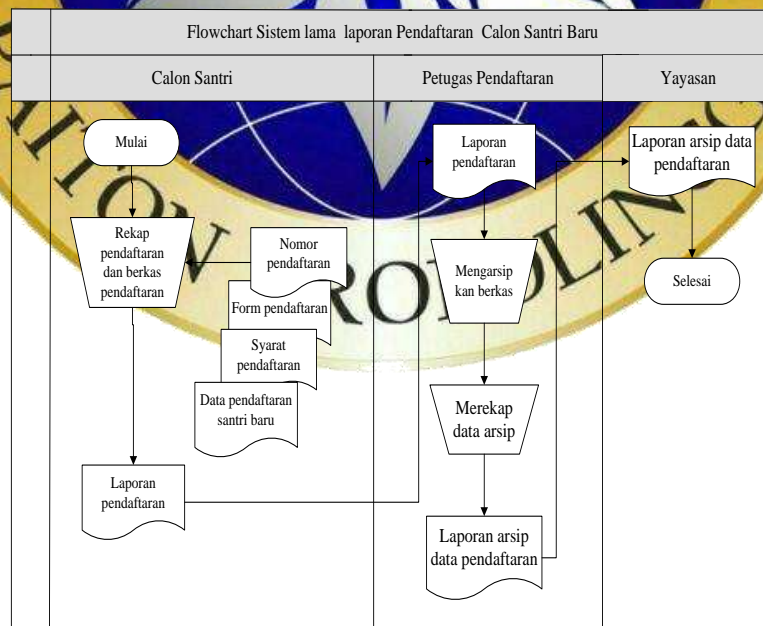 Flowchart Sistem lama laporan Pendaftaran Calon Santri Baru
Calon Santri
Petugas Pendaftaran
Yayasan
Mulai
Rekap
pendaftaran
dan berkas
pendaftaran
Nomor
pendaftaran
Form pendaftaran
Syarat
pendaftaran
Data pendaftaran
santri baru
Laporan
pendaftaran
Laporan
pendaftaran
Mengarsip
kan berkas
Merekap
data arsip
Laporan arsip
data pendaftaran
Laporan arsip data
pendaftaran
Selesai